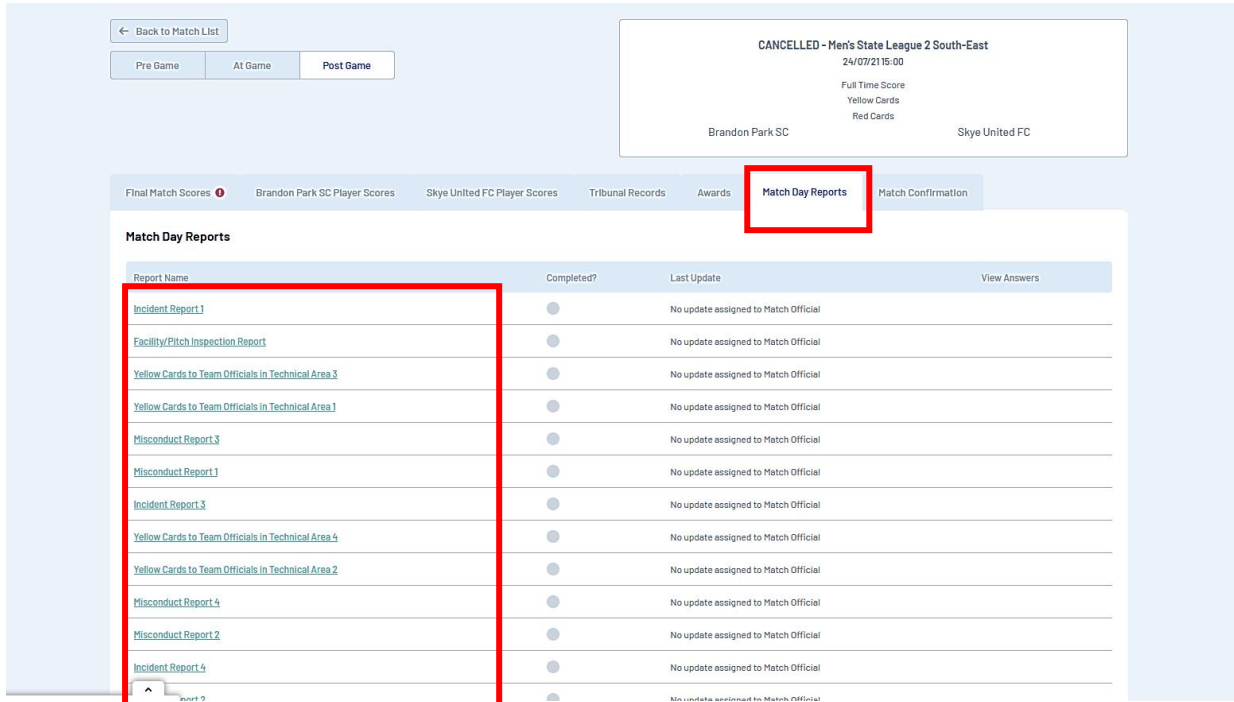 ← Back to Match List
Pre Game At Game Post Game
CANCELLED - Men's State League 2 South-East
24/07/21 15:00
Full Time Score
Yellow Cards
Red Cards
Brandon Park SC Skye United FC
Final Match Scores Brandon Park SC Player Scores Skye United FC Player Scores Tribunal Records Awards Match Day Reports Match Confirmation
Match Day Reports
Report Name Completed? Last Update View Answers
Incident Report 1 No update assigned to Match Official
Facility/Pitch Inspection Report No update assigned to Match Official
Yellow Cards to Team Officials in Technical Area 3 No update assigned to Match Official
Yellow Cards to Team Officials in Technical Area 1 No update assigned to Match Official
Misconduct Report 3 No update assigned to Match Official
Misconduct Report 1 No update assigned to Match Official
Incident Report 3 No update assigned to Match Official
Yellow Cards to Team Officials in Technical Area 4 No update assigned to Match Official
Yellow Cards to Team Officials in Technical Area 2 No update assigned to Match Official
Misconduct Report 4 No update assigned to Match Official
Misconduct Report 2 No update assigned to Match Official
Incident Report 4 No update assigned to Match Official
2 No update assigned to Match Official